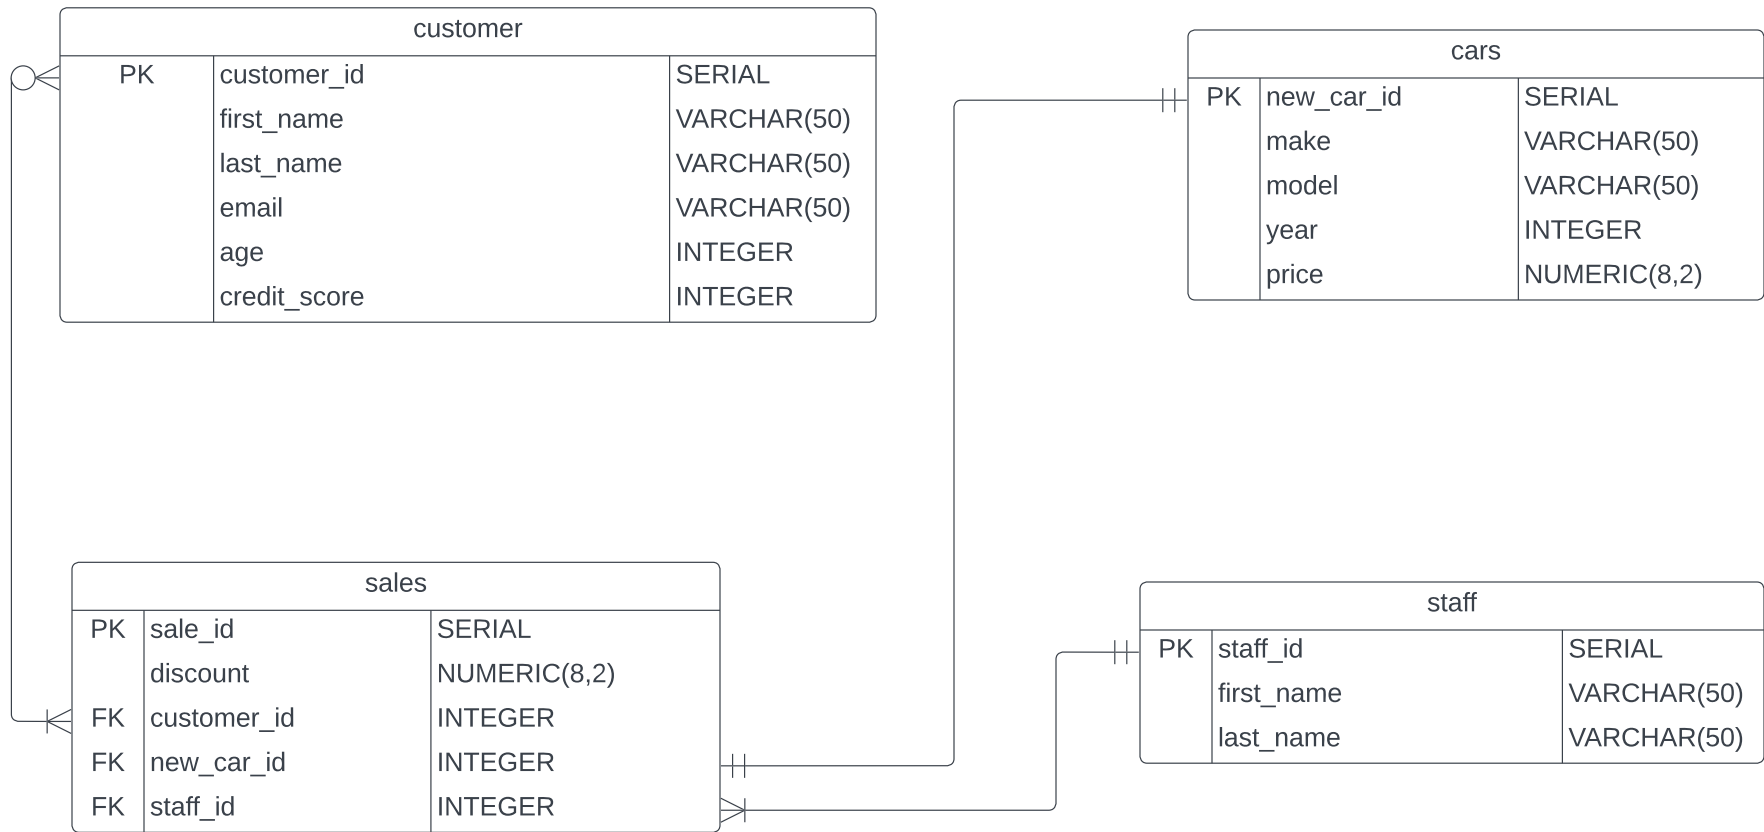 customer
PK customer_id SERIAL
first_name VARCHAR(50)
last_name VARCHAR(50)
email VARCHAR(50)
age INTEGER
credit_score INTEGER
cars
PK new_car_id SERIAL
make VARCHAR(50)
model VARCHAR(50)
year INTEGER
price NUMERIC(8,2)
sales
PK sale_id SERIAL
discount NUMERIC(8,2)
FK customer_id INTEGER
FK new_car_id INTEGER
FK staff_id INTEGER
staff
PK staff_id SERIAL
first_name VARCHAR(50)
last_name VARCHAR(50)